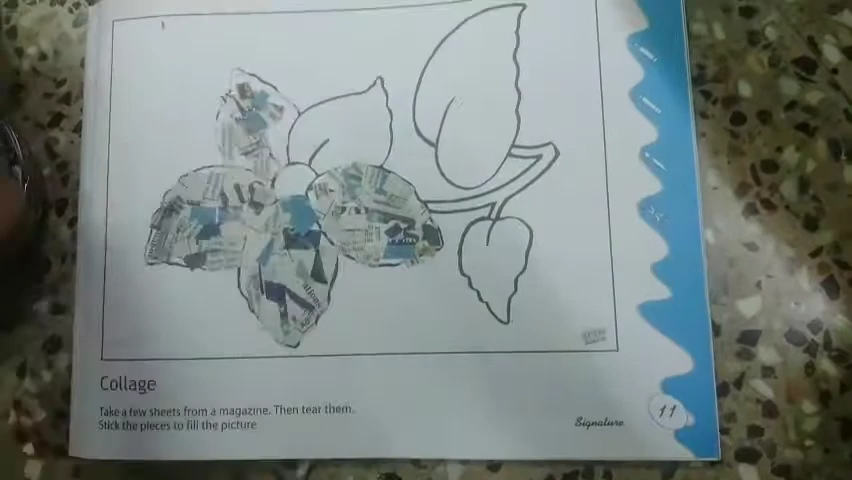 Collage
Take a few sheets from a magazine. Then tear them.
Stick the pieces to fill the picture
Signature
11